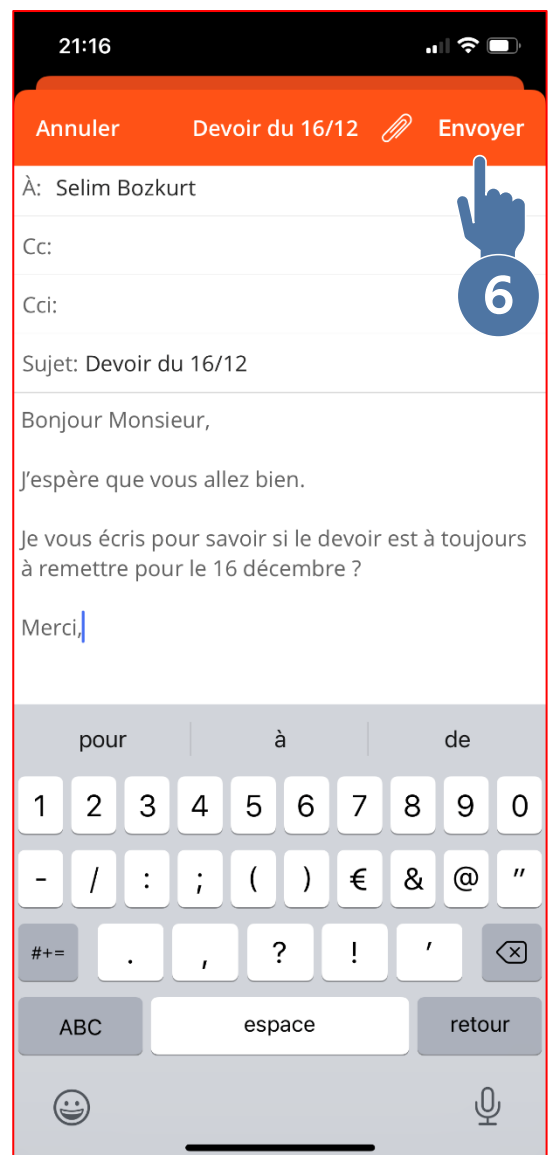 21:16
Annuler Devoir du 16/12 Envoyer
À: Selim Bozkurt
Cc:
6
Cci:
Sujet: Devoir du 16/12
Bonjour Monsieur,
J'espère que vous allez bien.
Je vous écris pour savoir si le devoir est à toujours
à remettre pour le 16 décembre ?
Merci,
pour à de
1 2 3 4 5 6 7 8 9 0
- / : ; ( ) € & @ "
#+= . , ? ! '
ABC espace retour